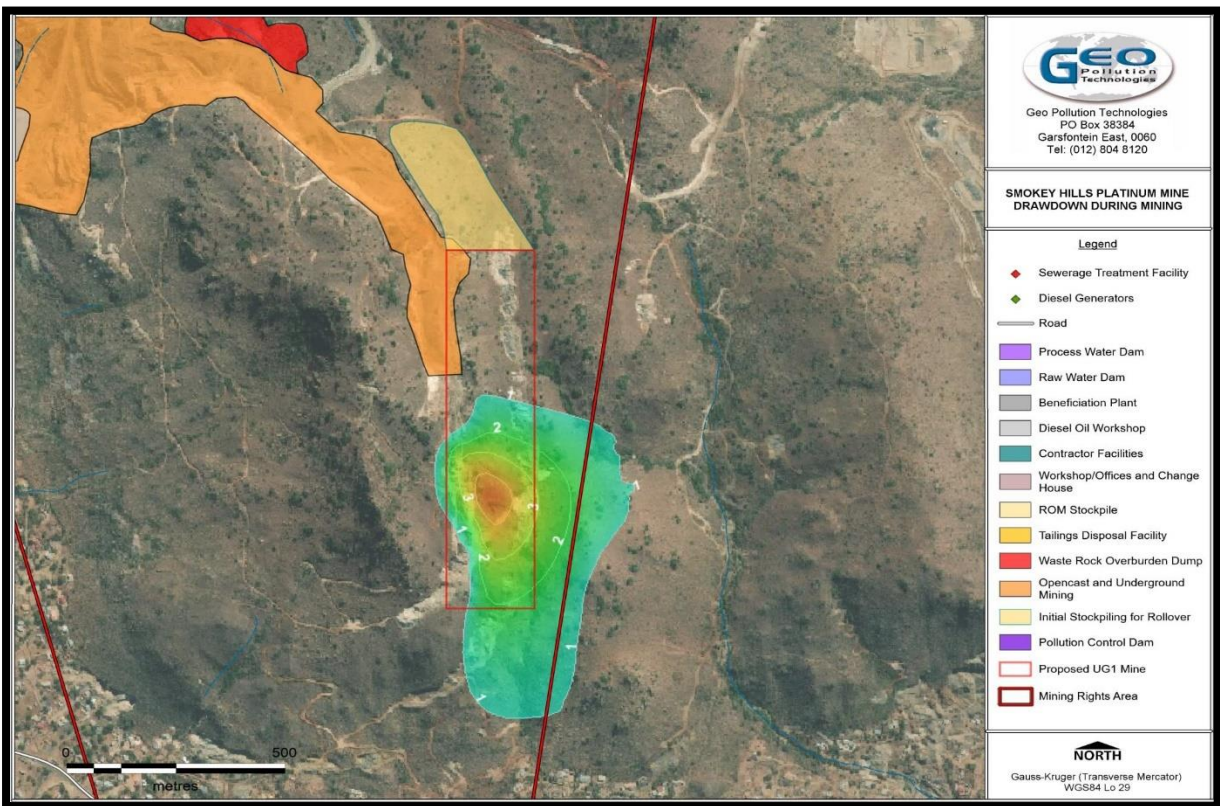 GEO
Pollution
Technologies
Geo Pollution Technologies
PO Box 38384
Garsfontein East, 0060
Tel: (012) 804 8120
SMOKEY HILLS PLATINUM MINE
DRAWDOWN DURING MINING
Legend
Sewerage Treatment Facility
Diesel Generators
Road
Process Water Dam
Raw Water Dam
Beneficiation Plant
Diesel Oil Workshop
Contractor Facilities
Workshop/Offices and Change
House
ROM Stockpile
Tailings Disposal Facility
Waste Rock Overburden Dump
Opencast and Underground
Mining
Initial Stockpiling for Rollover
Pollution Control Dam
Proposed UG1 Mine
Mining Rights Area
NORTH
Gauss-Kruger (Transverse Mercator)
WGS84 Lo 29
1
2
3
3
1
1
2
2
1
1
0 500
metres